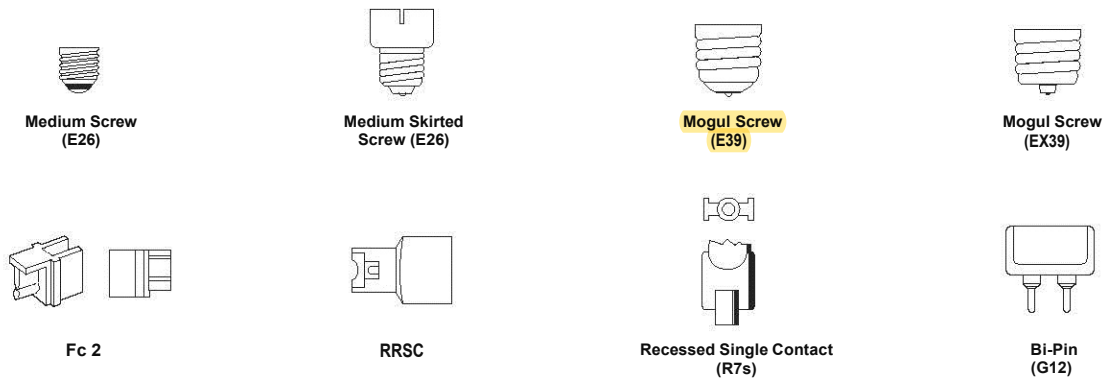 Medium Screw
(E26)
Medium Skirted
Screw (E26)
Mogul Screw
(E39)
Mogul Screw
(EX39)
Fc 2
RRSC
Recessed Single Contact
(R7s)
Bi-Pin
(G12)